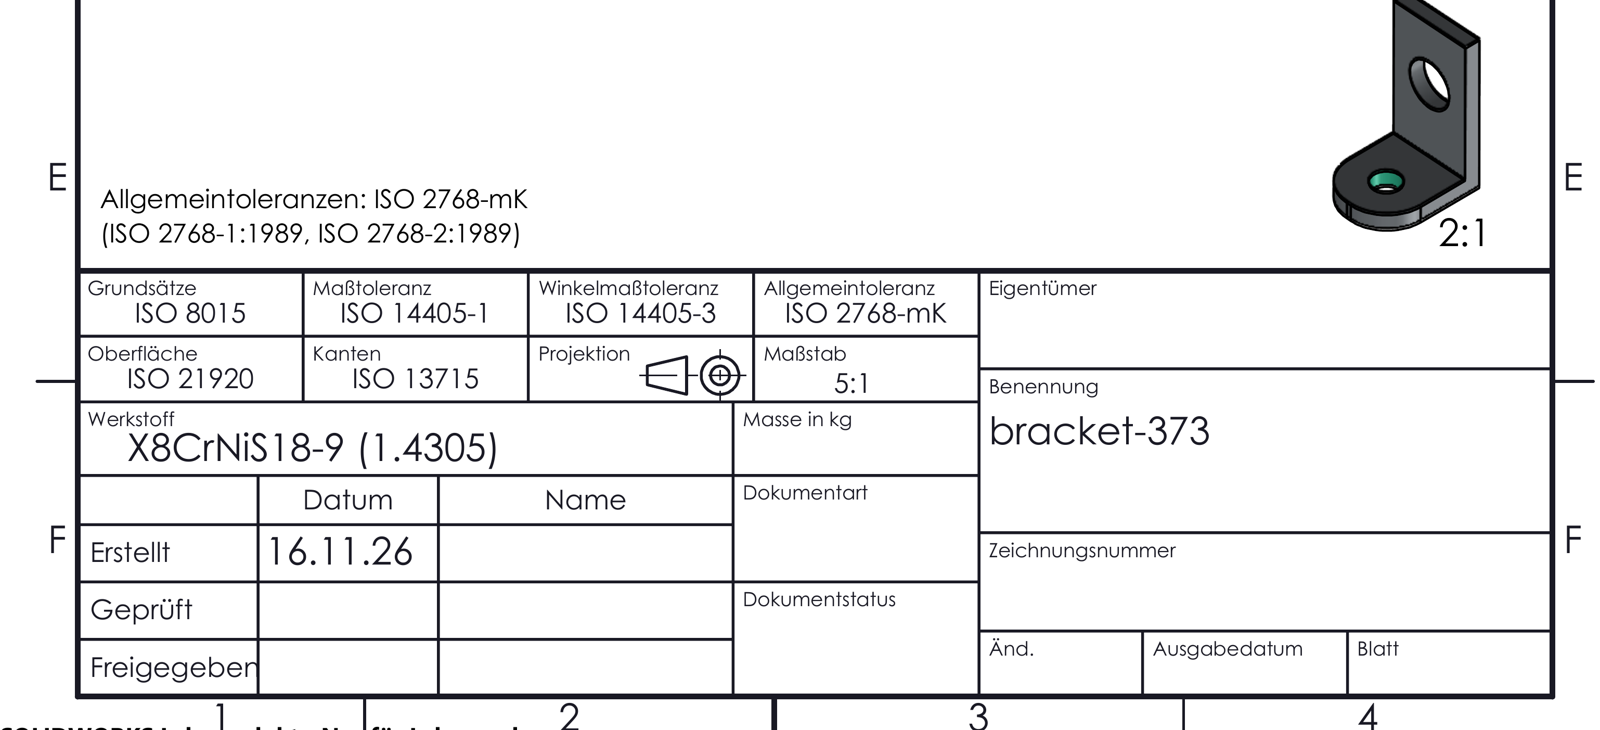 E
E
Allgemeintoleranzen: ISO 2768-mK
(ISO 2768-1:1989, ISO 2768-2:1989)
2:1
Grundsätze
ISO 8015
Maßtoleranz
ISO 14405-1
Winkelmaßtoleranz
ISO 14405-3
Allgemeintoleranz
ISO 2768-mK
Eigentümer
Oberfläche
ISO 21920
Kanten
ISO 13715
Projektion
Maßstab
5:1
Benennung
bracket-373
Werkstoff
X8CrNiS18-9 (1.4305)
Masse in kg
Datum
Name
Dokumentart
F
Erstellt
16.11.26
Zeichnungsnummer
F
Geprüft
Dokumentstatus
Freigegeben
Änd.
Ausgabedatum
Blatt
1
2
3
4